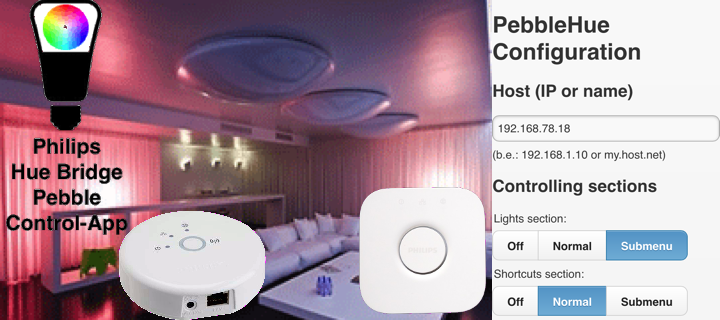 Philips
Hue Bridge
Pebble
Control-App
PebbleHue
Configuration
Host (IP or name)
192.168.78.18
(b.e.: 192.168.1.10 or my.host.net)
Controlling sections
Lights section:
Off Normal Submenu
Shortcuts section:
Off Normal Submenu